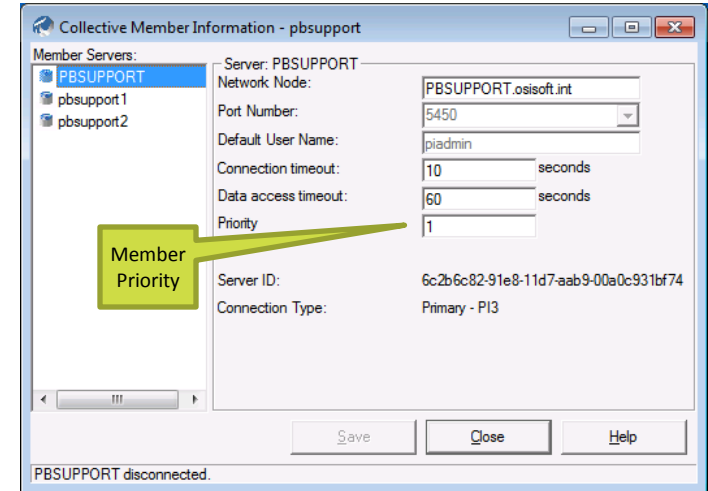 Collective Member Information - pbsupport
Member Servers:
PBSUPPORT
pbsupport1
pbsupport2
Server: PBSUPPORT
Network Node: PBSUPPORT.osisoft.int
Port Number: 5450
Default User Name: piadmin
Connection timeout: 10 seconds
Data access timeout: 60 seconds
Priority 1
Member
Priority
Server ID: 6c2b6c82-91e8-11d7-aab9-00a0c931bf74
Connection Type: Primary - PI3
Save Close Help
PBSUPPORT disconnected.